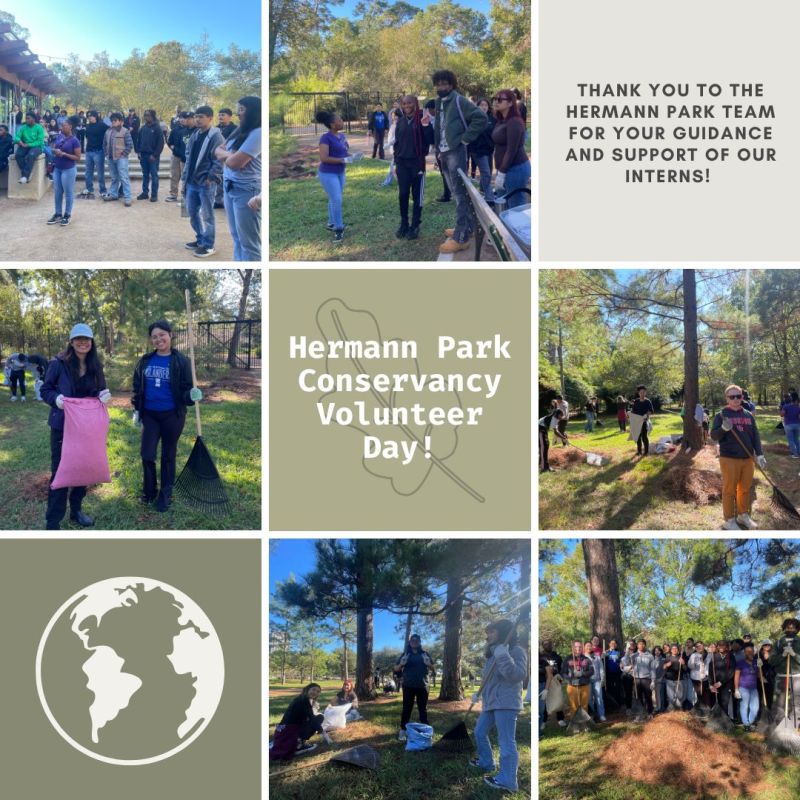 THANK YOU TO THE
HERMANN PARK TEAM
FOR YOUR GUIDANCE
AND SUPPORT OF OUR
INTERNS!
Hermann Park
Conservancy
Volunteer
Day!